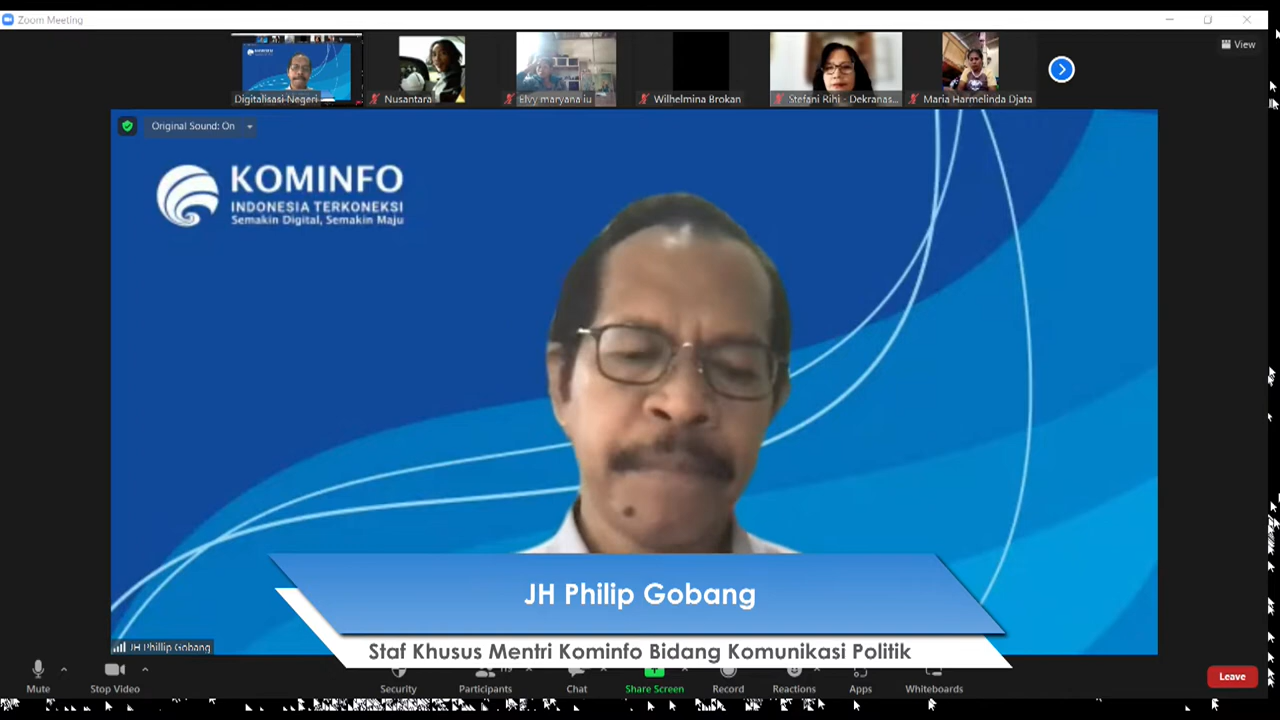 Zoom Meeting
View
Digitalisasi Negeri
Nusantara
Elvy maryana iu
Wilhelmina Brokan
Stefani Rihi - Dekranas...
Maria Harmelinda Djata
Original Sound: On
KOMINFO
INDONESIA TERKONEKSI
Semakin Digital, Semakin Maju
JH Philip Gobang
Staf Khusus Mentri Kominfo Bidang Komunikasi Politik
JH Phillip Gobang
Mute
Stop Video
Security
Participants
Chat
Share Screen
Record
Reactions
Apps
Whiteboards
Leave